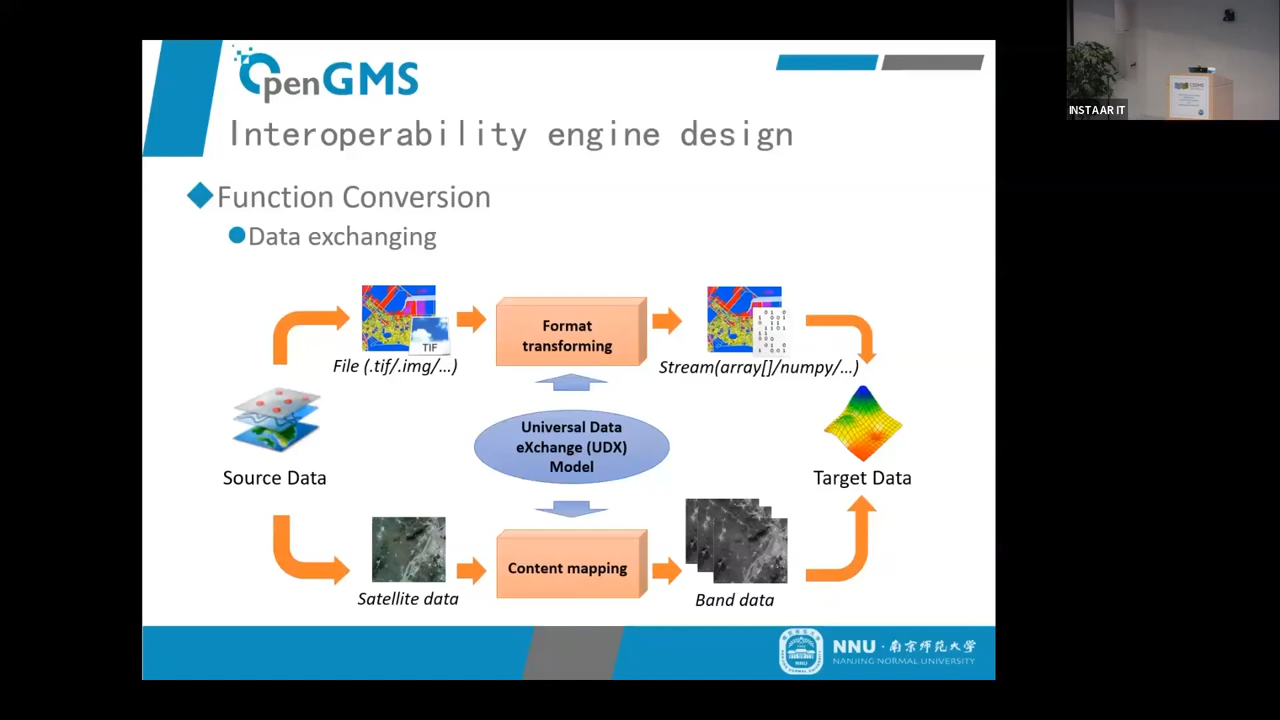 OpenGMS
Interoperability engine design
Function Conversion
Data exchanging
TIF
File (.tif/.img/...)
Format
transforming
Stream(array[]/numpy/...)
Universal Data
eXchange (UDX)
Model
Source Data
Target Data
Satellite data
Content mapping
Band data
NNU
NNU · 南京师范大学
NANJING NORMAL UNIVERSITY
INSTAAR IT
CSDMS